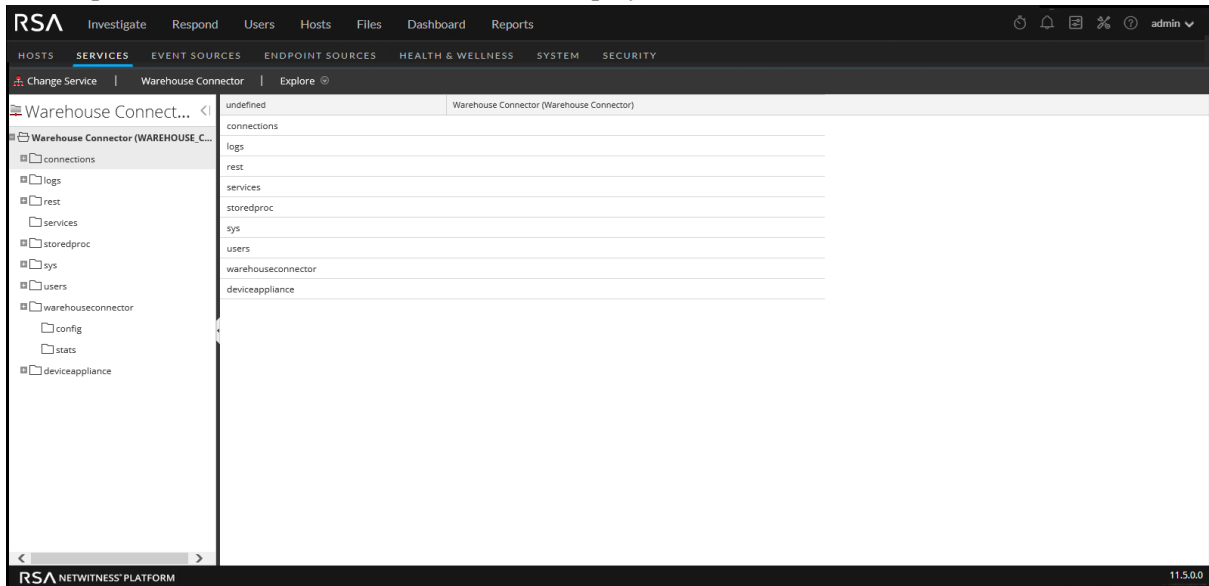 RSA Investigate Respond Users Hosts Files Dashboard Reports admin
HOSTS SERVICES EVENT SOURCES ENDPOINT SOURCES HEALTH & WELLNESS SYSTEM SECURITY
Change Service | Warehouse Connector | Explore
Warehouse Connect...
undefined Warehouse Connector (Warehouse Connector)
Warehouse Connector (WAREHOUSE_C...
connections
logs
rest
services
storedproc
sys
users
warehouseconnector
config
stats
deviceappliance
connections
logs
rest
services
storedproc
sys
users
warehouseconnector
deviceappliance
RSA NETWITNESS® PLATFORM 11.5.0.0